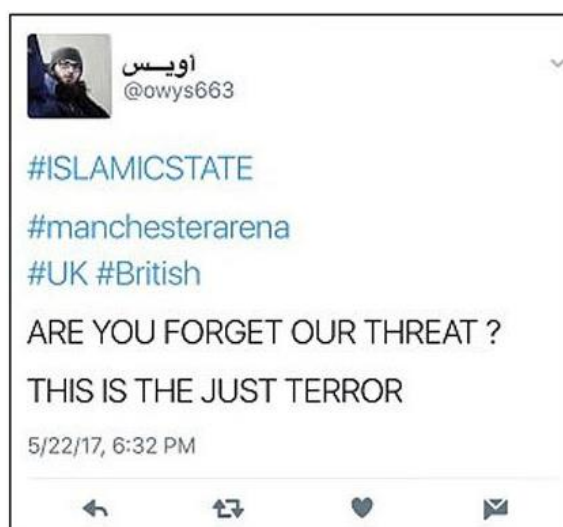 أويـس
@owys663
#ISLAMICSTATE
#manchesterarena
#UK #British
ARE YOU FORGET OUR THREAT ?
THIS IS THE JUST TERROR
5/22/17, 6:32 PM